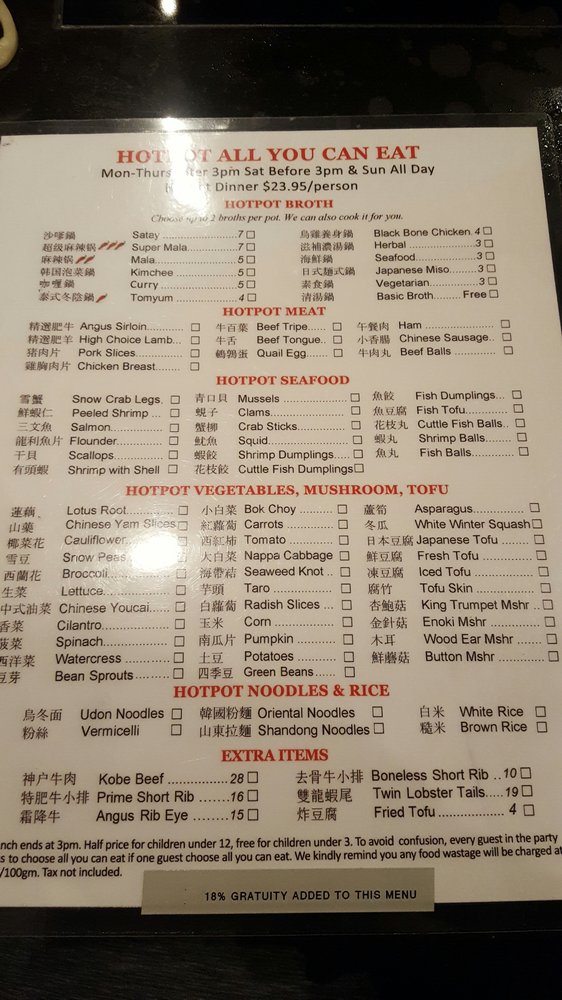 HOTPOT ALL YOU CAN EAT
Mon-Thurs 3pm Sat Before 3pm & Sun All Day
Dinner $23.95/person
HOTPOT BROTH
Choose up to 2 broths per pot. We can also cook it for you.
沙嗲鍋 Satay ........................7 烏雞養身鍋 Black Bone Chicken. 4
超级麻辣锅 Super Mala.............7 滋補濃湯鍋 Herbal ......................3
麻辣鍋 Mala..........................5 海鮮鍋 Seafood....................3
韩国泡菜鍋 Kimchee ..................5 日式麵式鍋 Japanese Miso........3
咖喱鍋 Curry ........................5 素食鍋 Vegetarian...............3
泰式冬陰鍋 Tomyum ..................4 清湯鍋 Basic Broth........ Free
HOTPOT MEAT
精選肥牛 Angus Sirloin............ 牛百葉 Beef Tripe..... 午餐肉 Ham ......................
精選肥羊 High Choice Lamb... 牛舌 Beef Tongue.. 小香腸 Chinese Sausage..
猪肉片 Pork Slices............... 鵪鶉蛋 Quail Egg...... 牛肉丸 Beef Balls ..............
雞胸肉片 Chicken Breast.........
HOTPOT SEAFOOD
雪蟹 Snow Crab Legs. 青口貝 Mussels ................... 魚餃 Fish Dumplings...
鮮蝦仁 Peeled Shrimp ... 蜆子 Clams....................... 魚豆腐 Fish Tofu.............
三文魚 Salmon................ 蟹柳 Crab Sticks............. 花枝丸 Cuttle Fish Balls..
龍利魚片 Flounder.............. 魷魚 Squid....................... 蝦丸 Shrimp Balls........
干貝 Scallops.............. 蝦餃 Shrimp Dumplings.... 魚丸 Fish Balls.............
有頭蝦 Shrimp with Shell 花枝餃 Cuttle Fish Dumplings
HOTPOT VEGETABLES, MUSHROOM, TOFU
蓮藕 Lotus Root.............. 小白菜 Bok Choy ........... 蘆筍 Asparagus..............
山藥 Chinese Yam Slices 紅蘿蔔 Carrots ............... 冬瓜 White Winter Squash
椰菜花 Cauliflower............ 西紅柿 Tomato ............... 日本豆腐 Japanese Tofu ........
雪豆 Snow Peas.......... 大白菜 Nappa Cabbage 鮮豆腐 Fresh Tofu ..............
西蘭花 Broccoli................ 海帶结 Seaweed Knot .. 凍豆腐 Iced Tofu ...............
生菜 Lettuce................. 芋頭 Taro .................... 腐竹 Tofu Skin ...............
中式油菜 Chinese Youcai...... 白蘿蔔 Radish Slices ... 杏鮑菇 King Trumpet Mshr ..
香菜 Cilantro................ 玉米 Corn .................... 金針菇 Enoki Mshr .............
菠菜 Spinach................. 南瓜片 Pumpkin ............. 木耳 Wood Ear Mshr ....
西洋菜 Watercress ........... 土豆 Potatoes ............. 鮮蘑菇 Button Mshr .............
豆芽 Bean Sprouts......... 四季豆 Green Beans......
HOTPOT NOODLES & RICE
烏冬面 Udon Noodles 韓國粉麵 Oriental Noodles 白米 White Rice
粉絲 Vermicelli 山東拉麵 Shandong Noodles 糙米 Brown Rice
EXTRA ITEMS
神户牛肉 Kobe Beef ................28 去骨牛小排 Boneless Short Rib ..10
特肥牛小排 Prime Short Rib .......16 雙龍蝦尾 Twin Lobster Tails.....19
霜降牛 Angus Rib Eye ........15 炸豆腐 Fried Tofu .................. 4
ends at 3pm. Half price for children under 12, free for children under 3. To avoid confusion, every guest in the party
to choose all you can eat if one guest choose all you can eat. We kindly remind you any food wastage will be charged at
/100gm. Tax not included.
18% GRATUITY ADDED TO THIS MENU